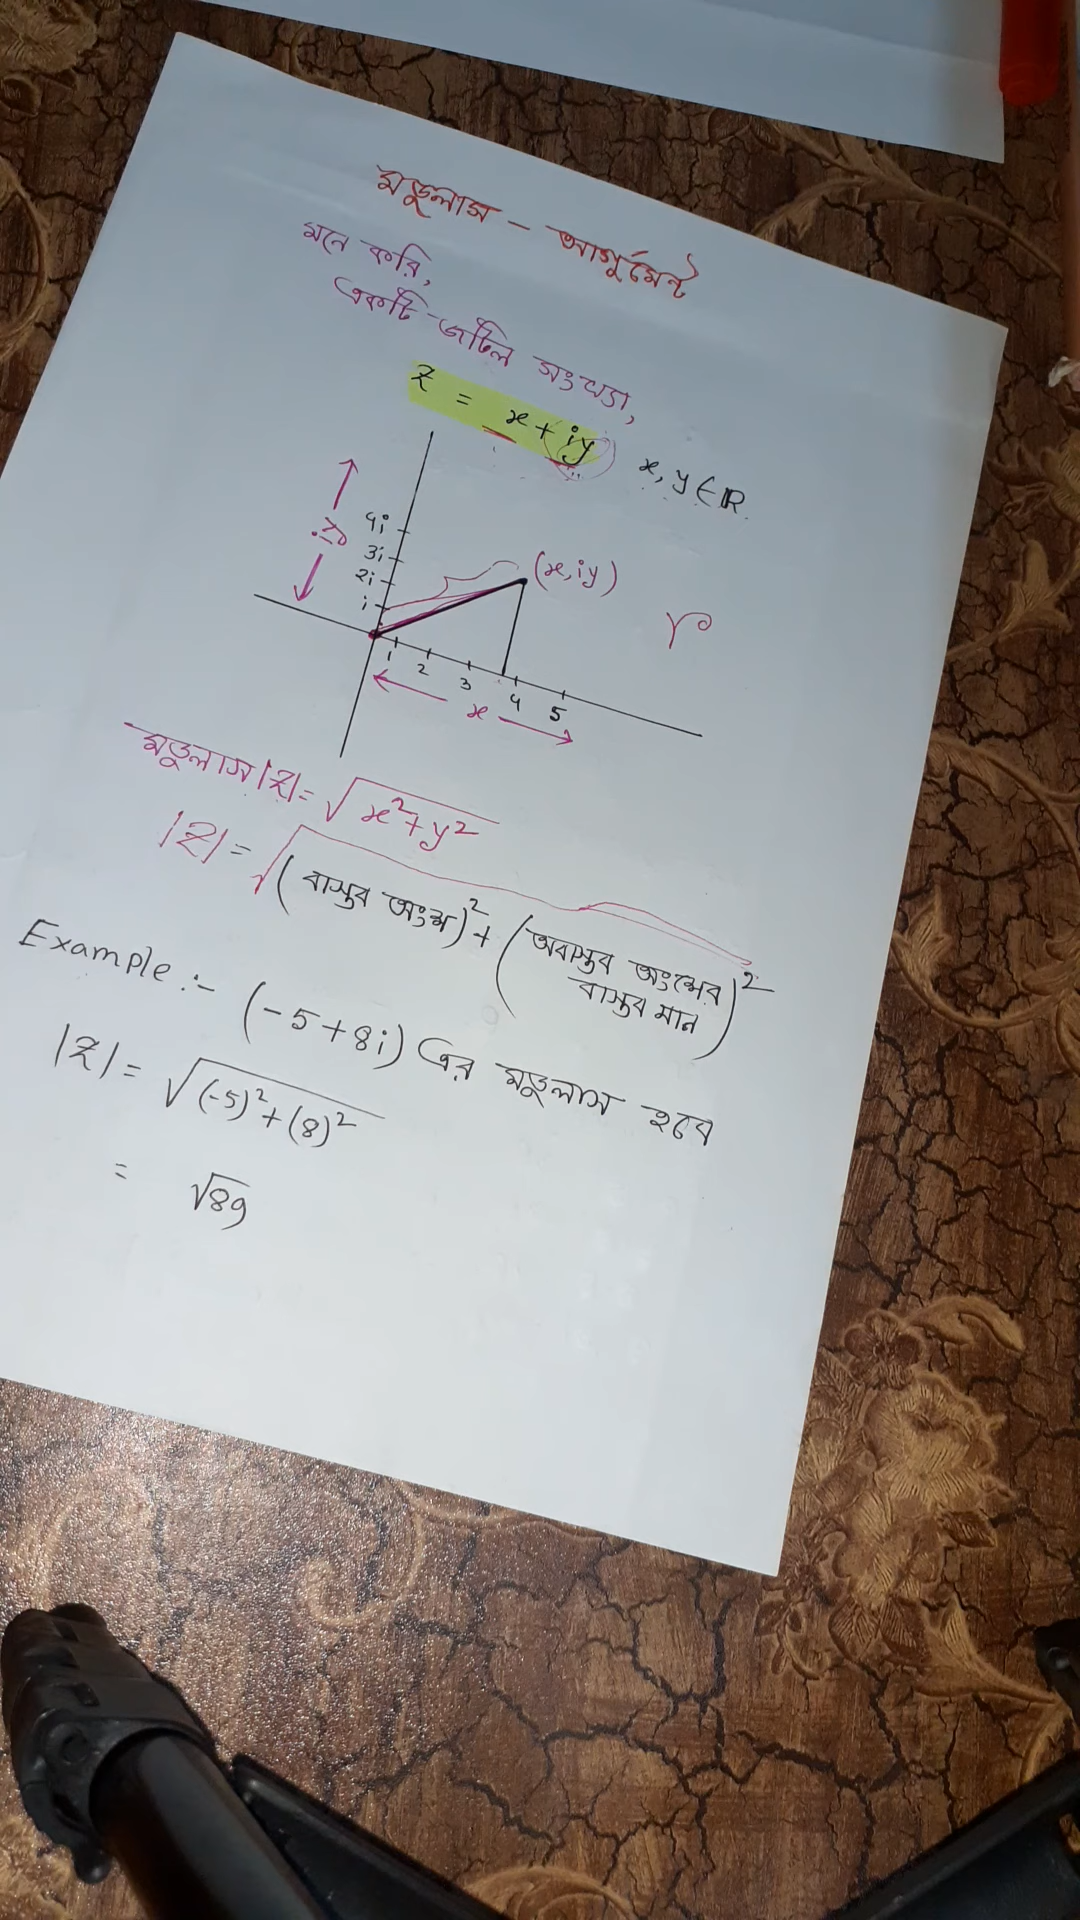 মডুলাস - আর্গুমেন্ট
মনে করি,
একটি জটিল সংখ্যা,
z = x + iy x, y ∈ ℝ
4i
3i
2i
i
(x, iy)
r
1 2 3 4 5
x
মডুলাস |z| = √x²+y²
|z| = √(বাস্তব অংশ)² + (অবাস্তব অংশের বাস্তব মান)²
Example :- (-5+8i) এর মডুলাস হবে
|z| = √(-5)²+(8)²
= √89